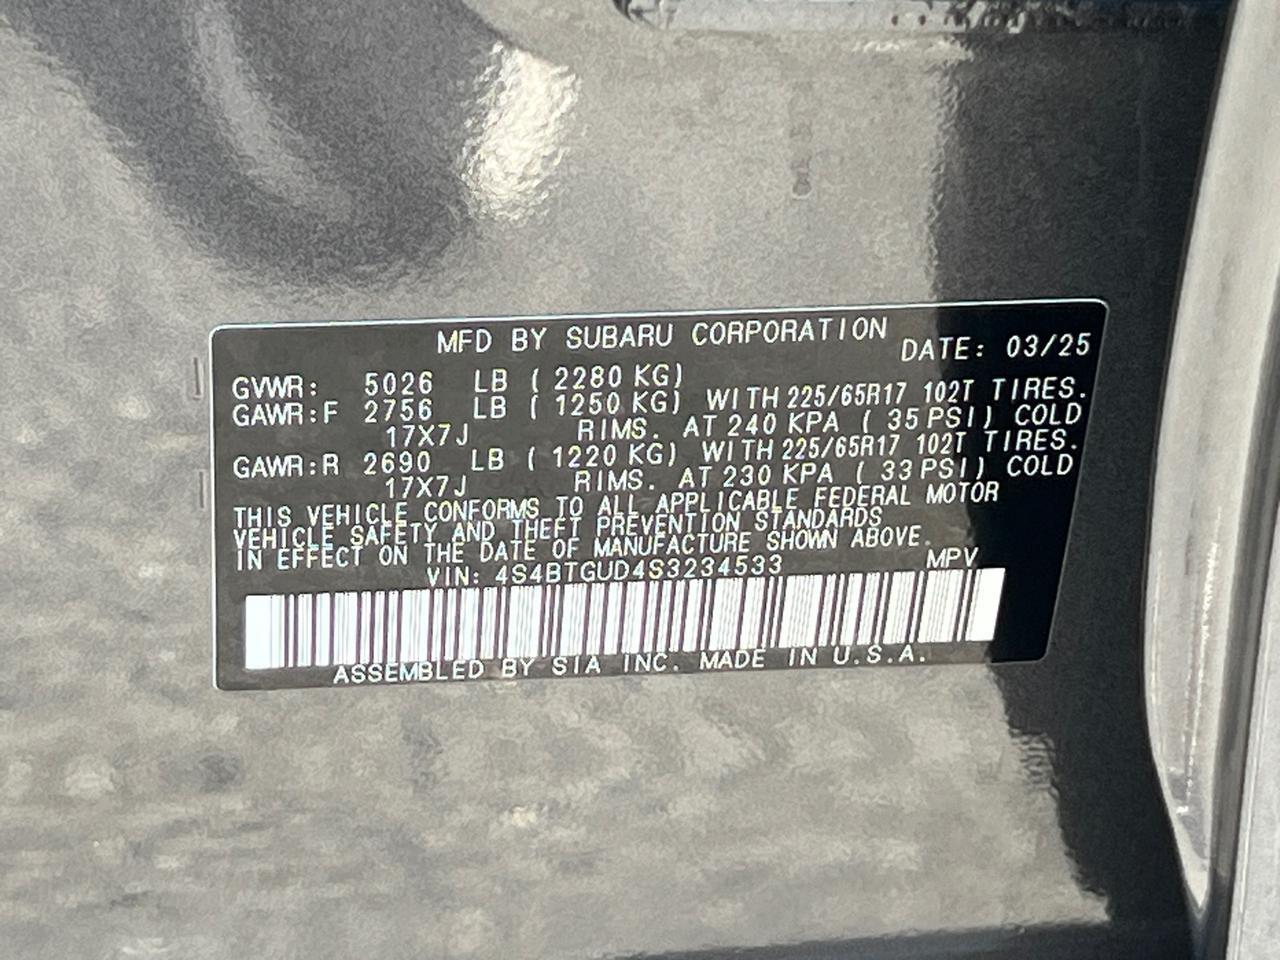 MFD BY SUBARU CORPORATION DATE: 03/25
GVWR: 5026 LB ( 2280 KG)
GAWR:F 2756 LB ( 1250 KG) WITH 225/65R17 102T TIRES.
17X7J RIMS. AT 240 KPA ( 35 PSI) COLD
GAWR:R 2690 LB ( 1220 KG) WITH 225/65R17 102T TIRES.
17X7J RIMS. AT 230 KPA ( 33 PSI) COLD
THIS VEHICLE CONFORMS TO ALL APPLICABLE FEDERAL MOTOR
VEHICLE SAFETY AND THEFT PREVENTION STANDARDS
IN EFFECT ON THE DATE OF MANUFACTURE SHOWN ABOVE.
VIN: 4S4BTGUD4S3234533 MPV
ASSEMBLED BY SIA INC. MADE IN U.S.A.